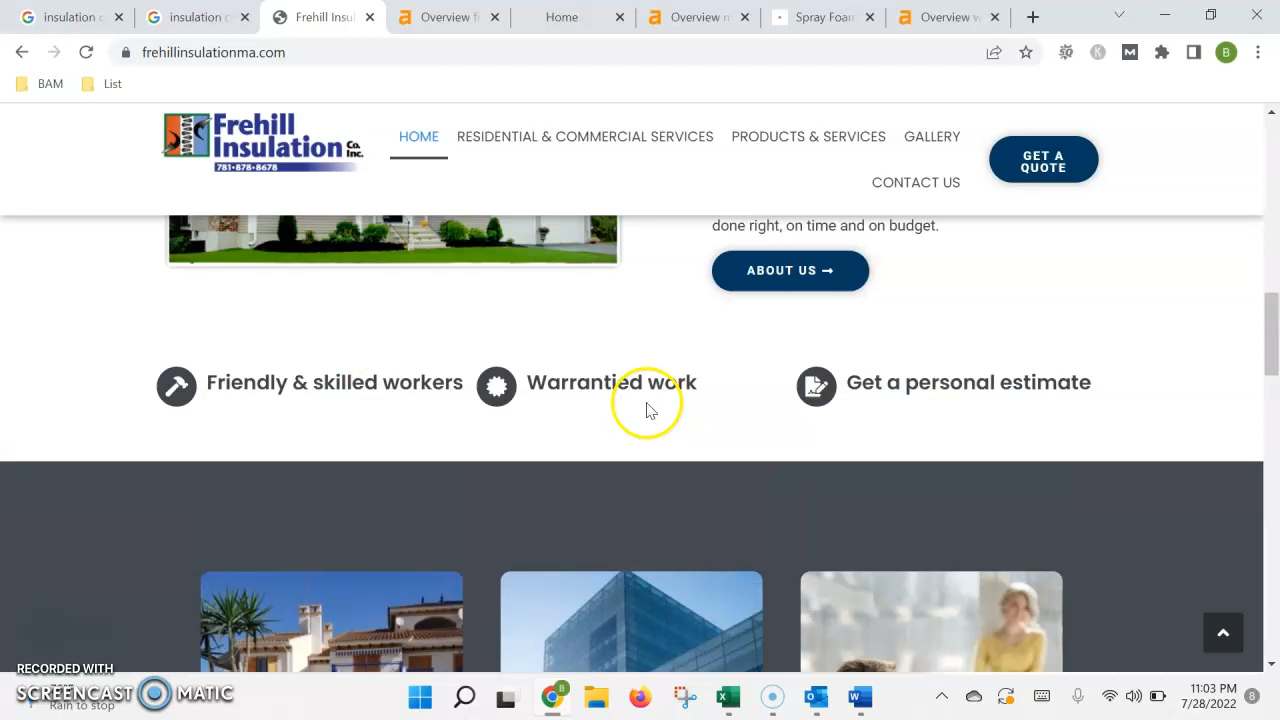 insulation c
insulation c
Frehill Insul
Overview f
Home
Overview m
Spray Foam
Overview w
frehillinsulationma.com
BAM
List
Frehill
Insulation Co. Inc.
781-878-8678
HOME
RESIDENTIAL & COMMERCIAL SERVICES
PRODUCTS & SERVICES
GALLERY
CONTACT US
GET A
QUOTE
done right, on time and on budget.
ABOUT US
Friendly & skilled workers
Warrantied work
Get a personal estimate
RECORDED WITH
SCREENCAST MATIC
Rain to stop
11:03 PM
7/28/2022